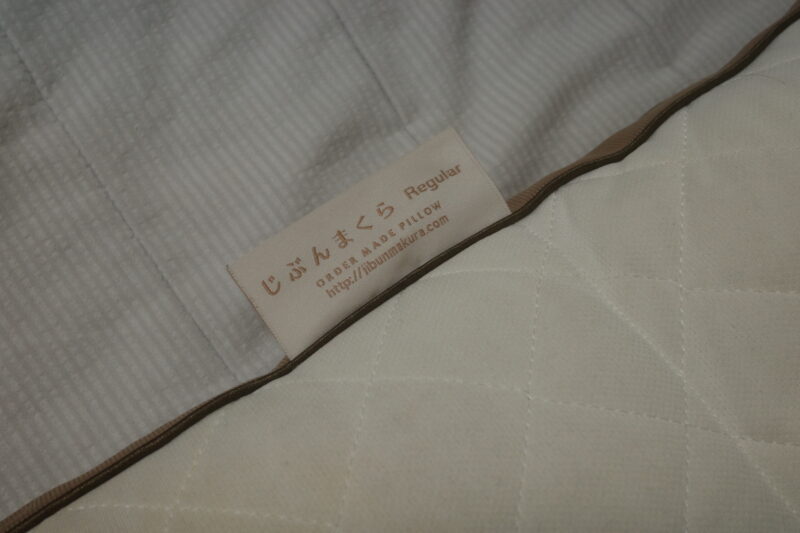 じぶんまくら Regular
ORDER MADE PILLOW
http://jibunmakura.com